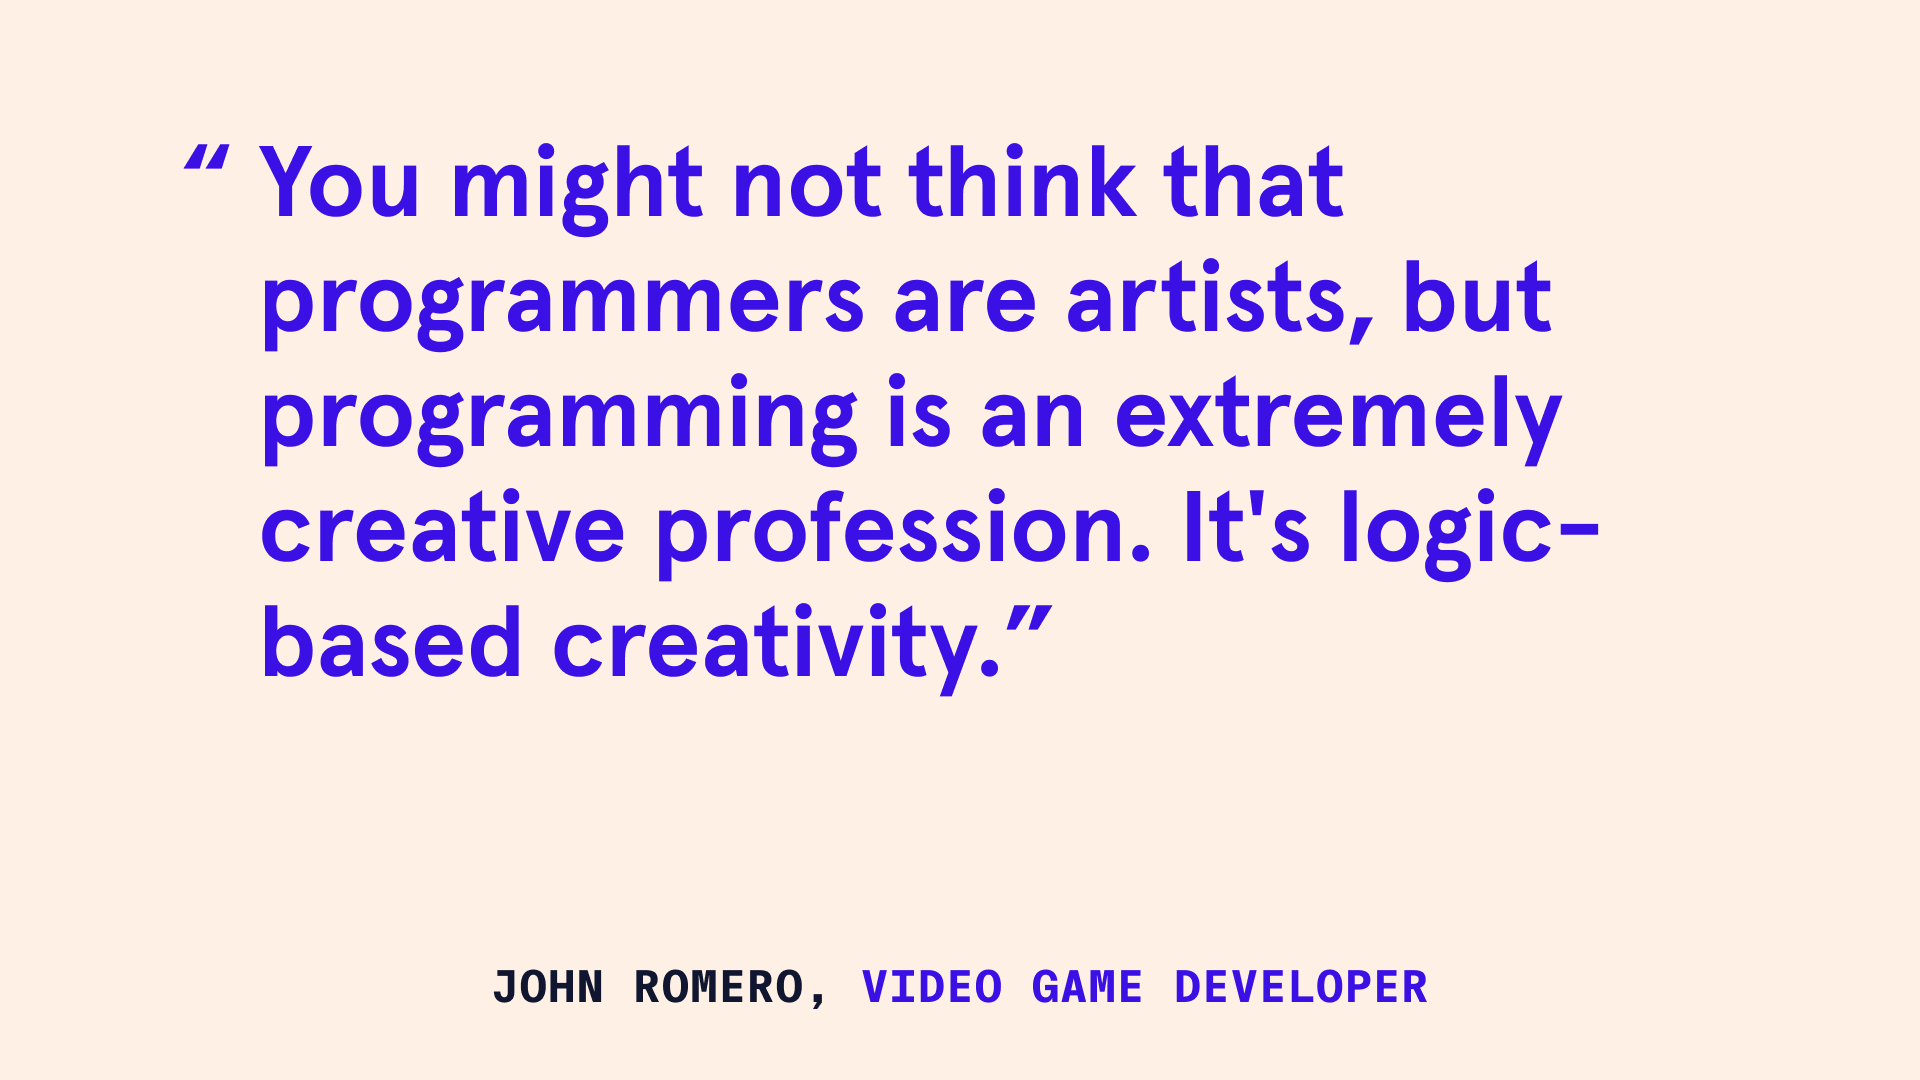 “ You might not think that
programmers are artists, but
programming is an extremely
creative profession. It's logic-
based creativity.”
JOHN ROMERO, VIDEO GAME DEVELOPER